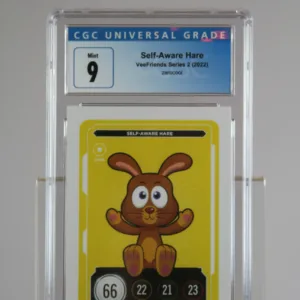 CGC UNIVERSAL GRADE
Mint
9
Self-Aware Hare
VeeFriends Series 2 (2022)
SELF-AWARE HARE
66
22
21
23